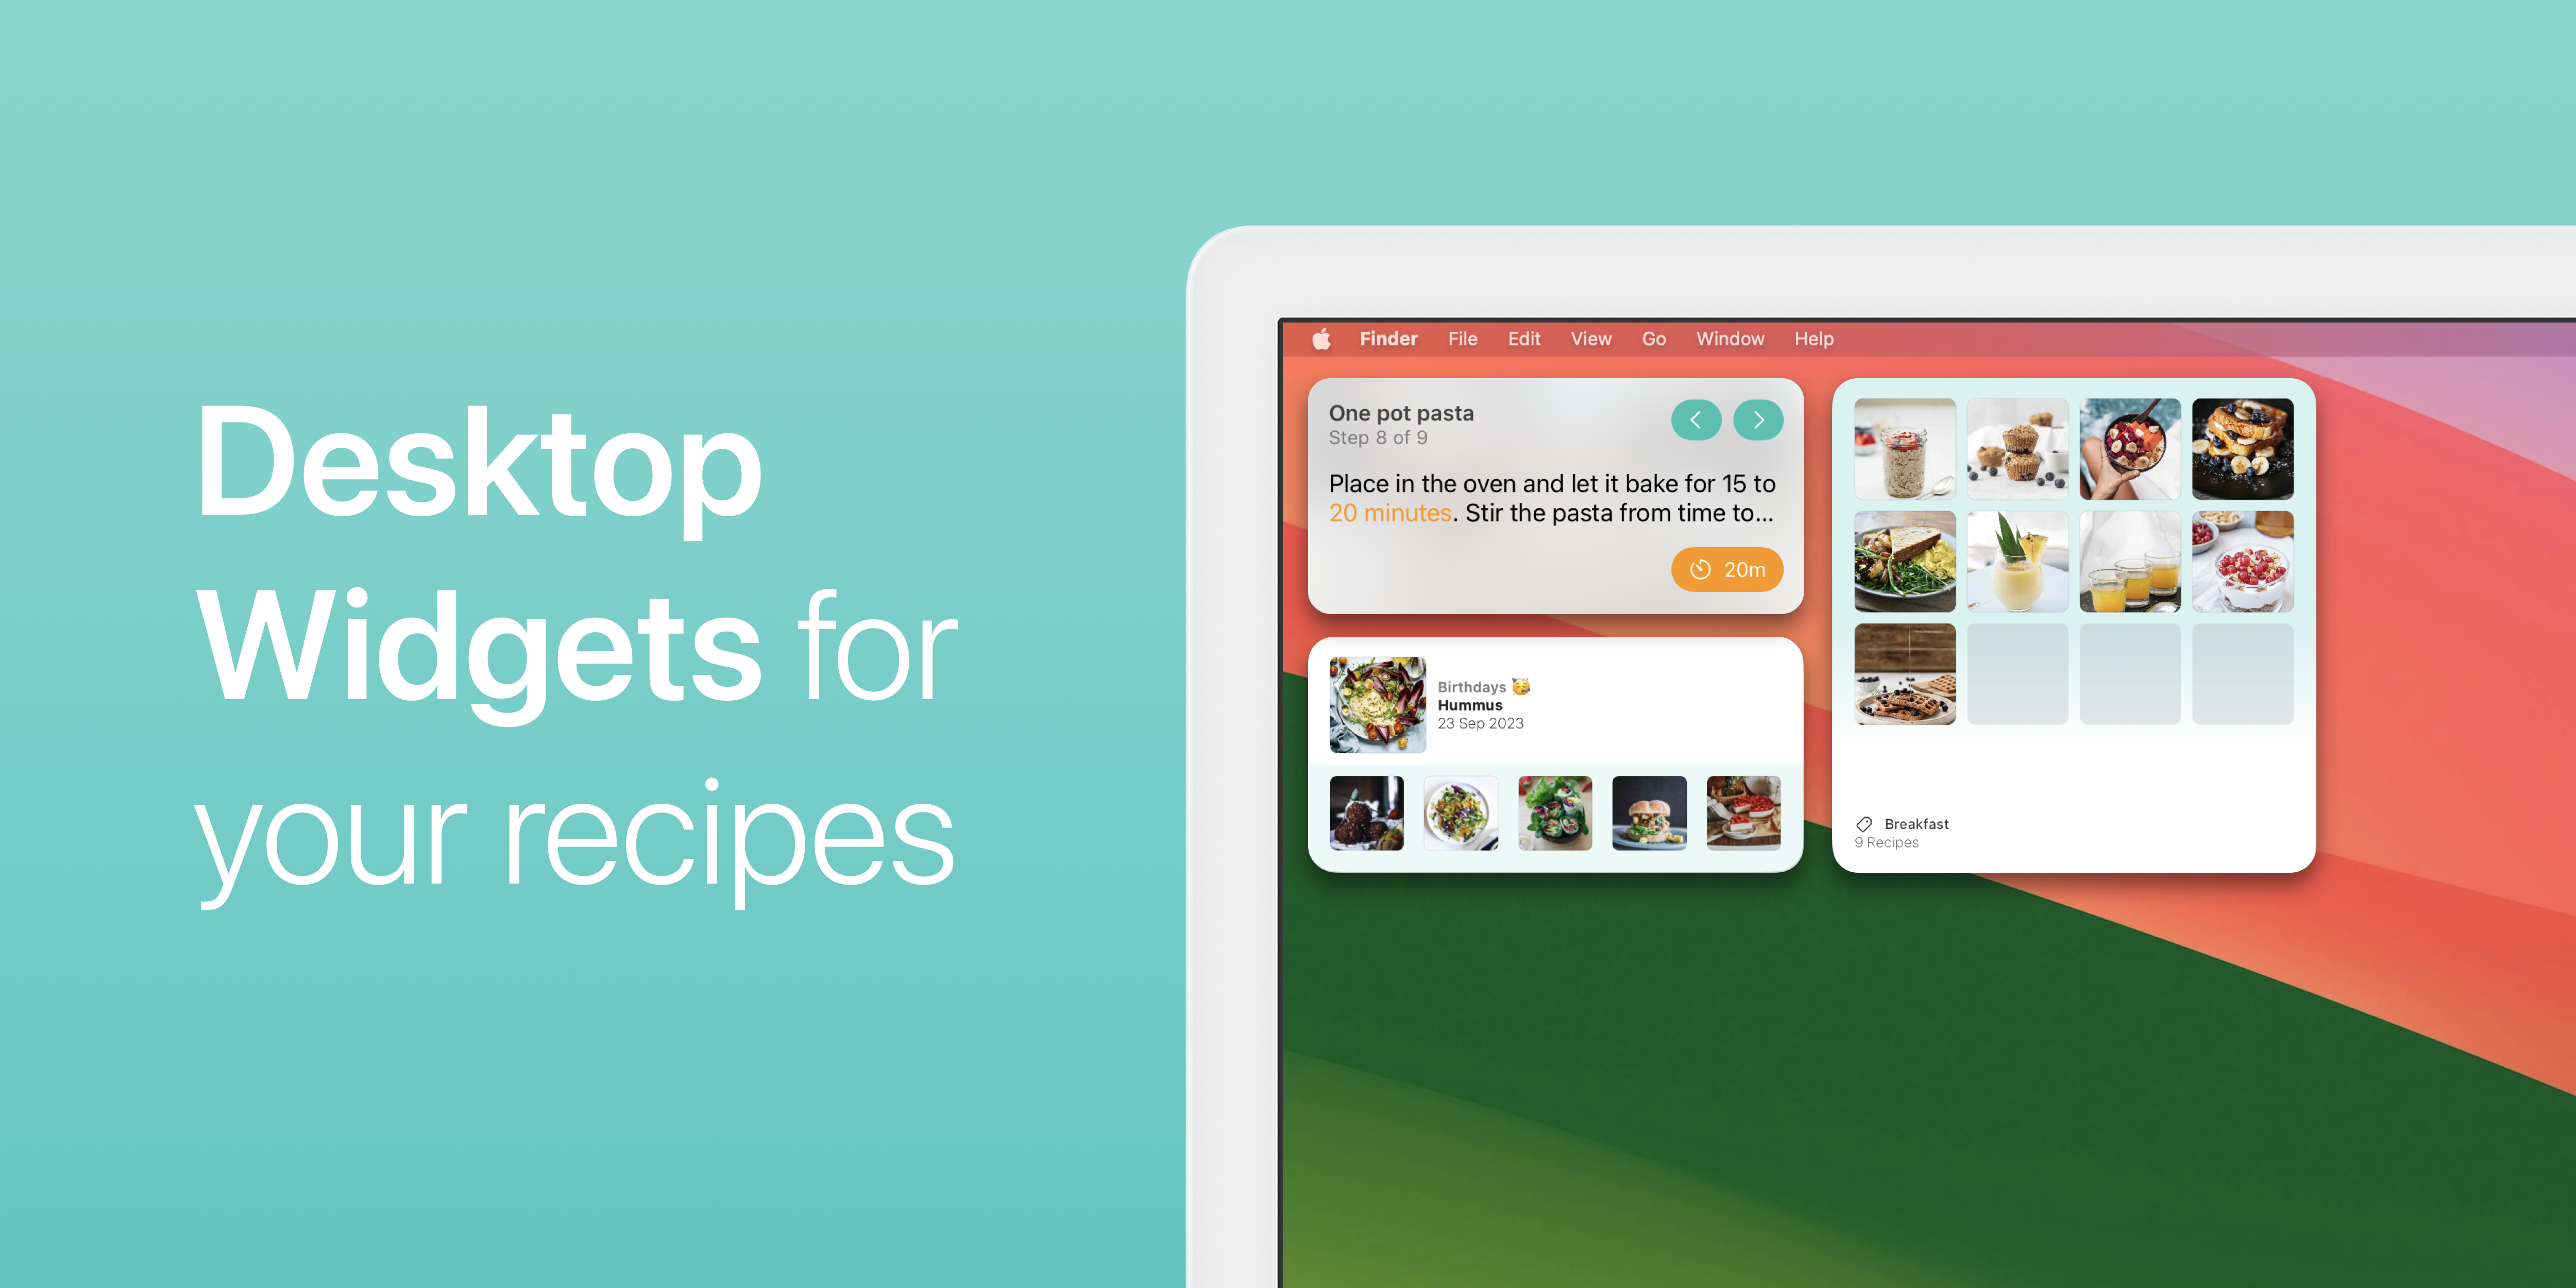 Desktop
Widgets for
your recipes
Finder File Edit View Go Window Help
One pot pasta
Step 8 of 9
Place in the oven and let it bake for 15 to
20 minutes. Stir the pasta from time to...
20m
Birthdays 🥳
Hummus
23 Sep 2023
Breakfast
9 Recipes